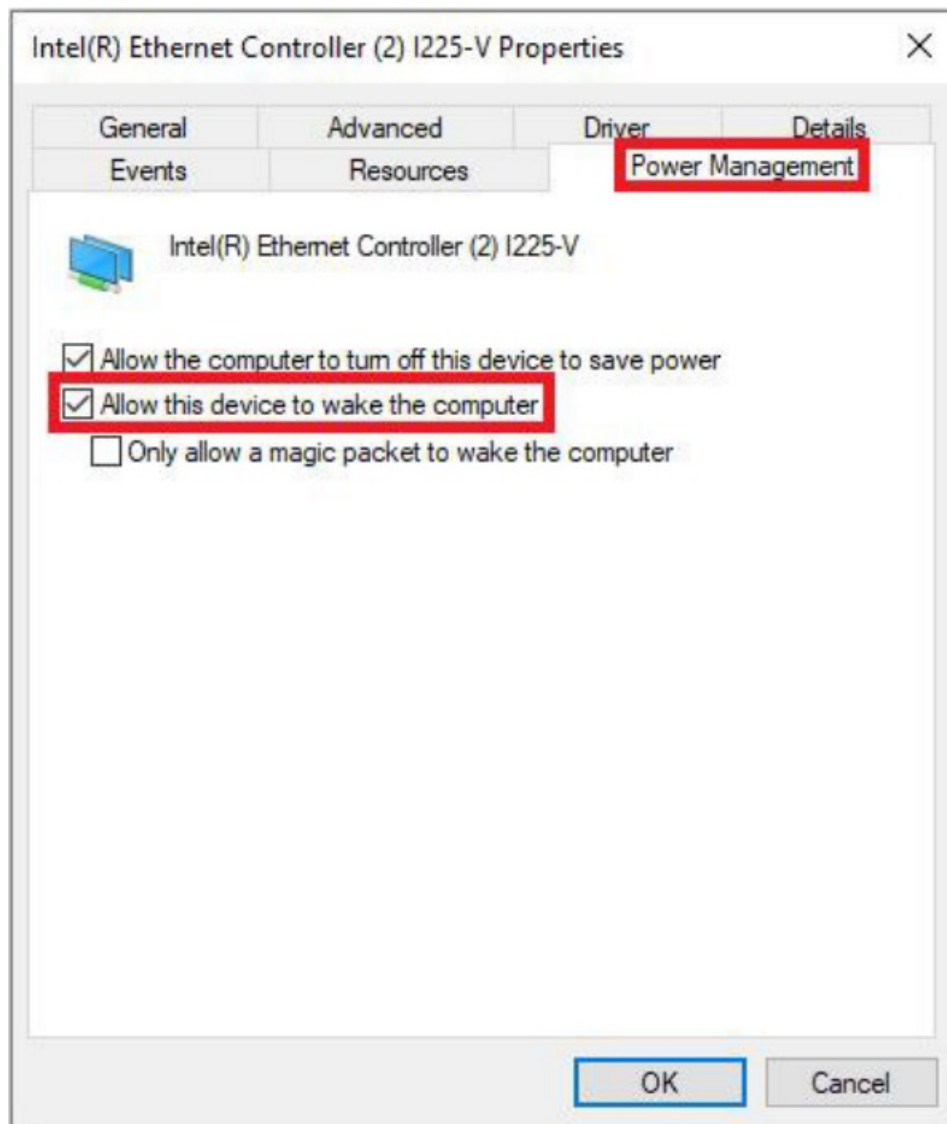 Intel(R) Ethernet Controller (2) I225-V Properties
General Advanced Driver Details
Events Resources Power Management
Intel(R) Ethernet Controller (2) I225-V
Allow the computer to turn off this device to save power
Allow this device to wake the computer
Only allow a magic packet to wake the computer
OK Cancel